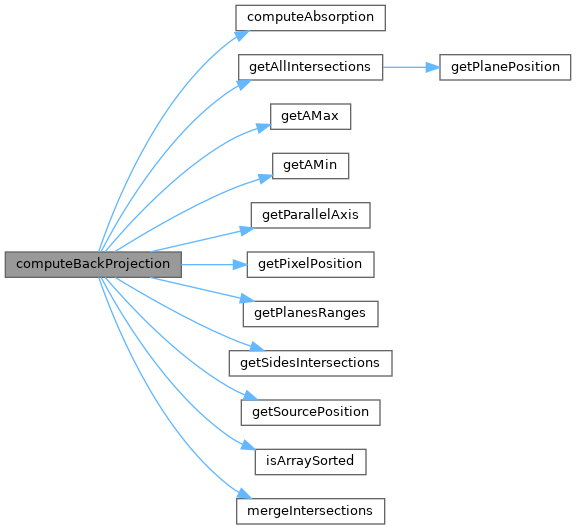 computeAbsorption
getAllIntersections
getPlanePosition
getAMax
getAMin
getParallelAxis
computeBackProjection
getPixelPosition
getPlanesRanges
getSidesIntersections
getSourcePosition
isArraySorted
mergeIntersections